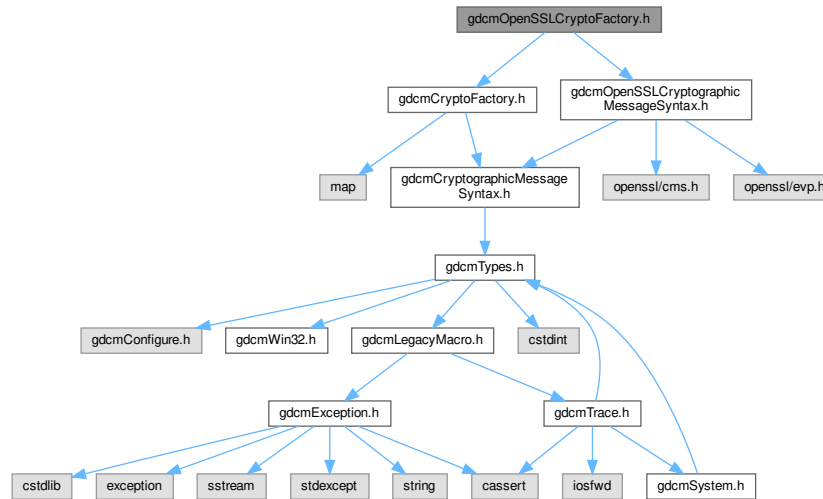 gdcmOpenSSLCryptoFactory.h
gdcmCryptoFactory.h
gdcmOpenSSLCryptographic
MessageSyntax.h
map
gdcmCryptographicMessage
Syntax.h
openssl/cms.h
openssl/evp.h
gdcmTypes.h
gdcmConfigure.h
gdcmWin32.h
gdcmLegacyMacro.h
cstdint
gdcmException.h
gdcmTrace.h
cstdlib
exception
sstream
stdexcept
string
cassert
iosfwd
gdcmSystem.h